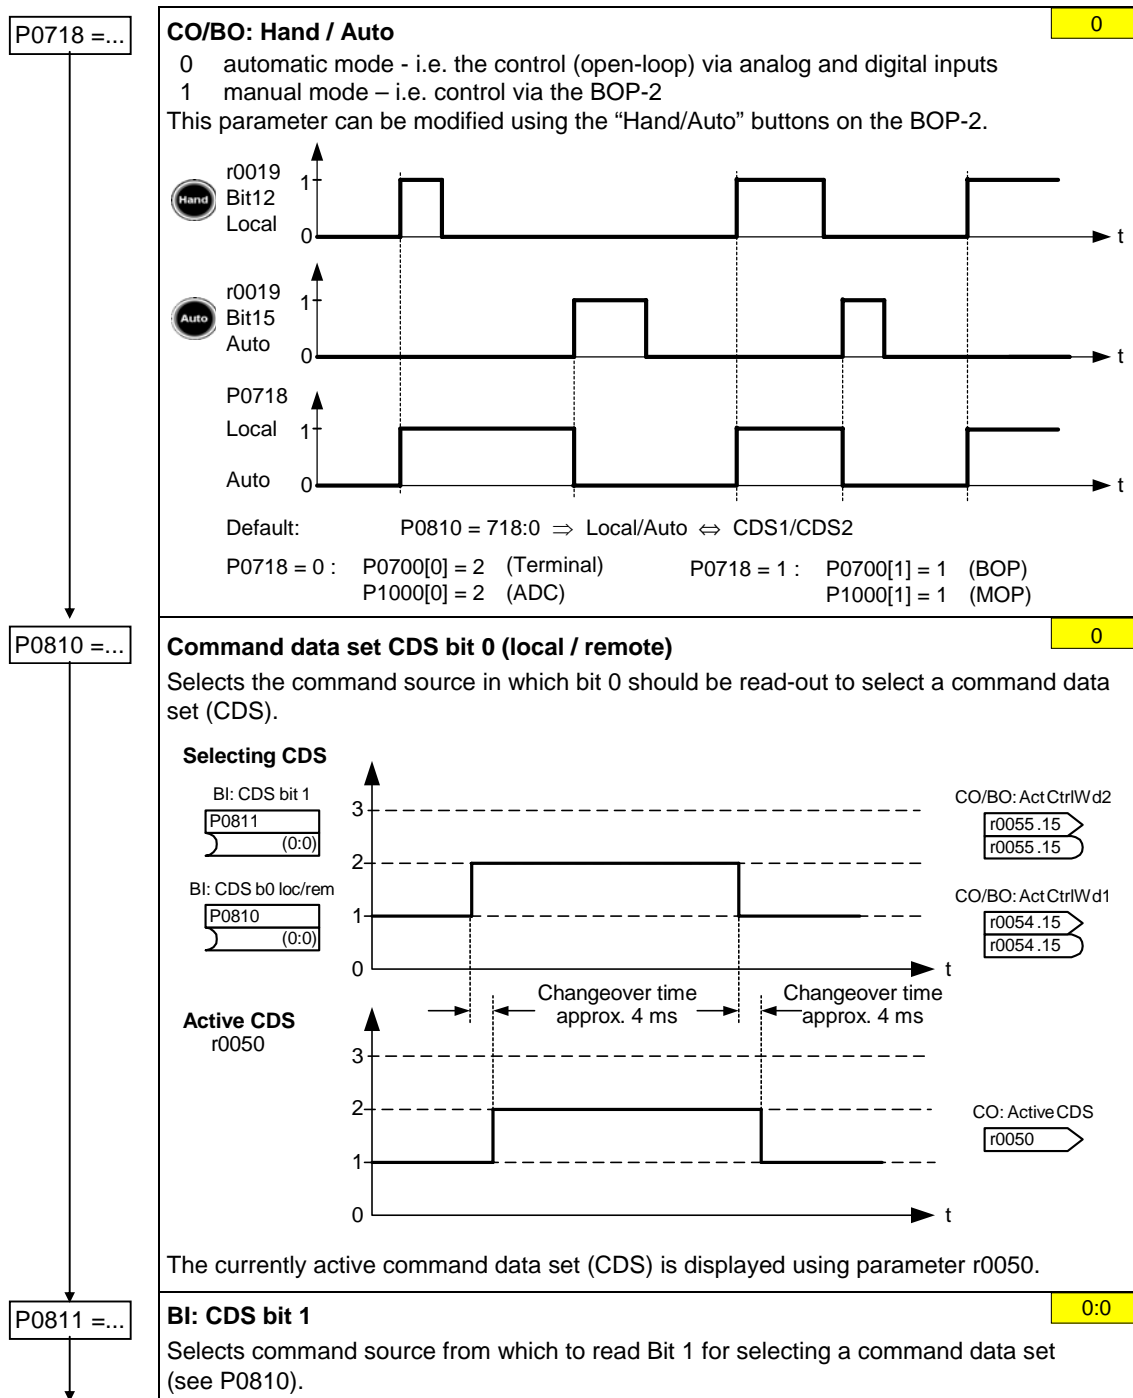 P0718 =...
CO/BO: Hand / Auto
0
0 automatic mode - i.e. the control (open-loop) via analog and digital inputs
1 manual mode – i.e. control via the BOP-2
This parameter can be modified using the “Hand/Auto” buttons on the BOP-2.
Hand
r0019
Bit12
Local
1
0
t
Auto
r0019
Bit15
Auto
1
0
t
P0718
Local
1
Auto
0
t
Default: P0810 = 718:0 ⇒ Local/Auto ⇔ CDS1/CDS2
P0718 = 0 : P0700[0] = 2 (Terminal) P0718 = 1 : P0700[1] = 1 (BOP)
P1000[0] = 2 (ADC) P1000[1] = 1 (MOP)
P0810 =...
Command data set CDS bit 0 (local / remote)
0
Selects the command source in which bit 0 should be read-out to select a command data
set (CDS).
Selecting CDS
BI: CDS bit 1
P0811
(0:0)
BI: CDS b0 loc/rem
P0810
(0:0)
3
2
1
0
t
CO/BO: Act CtrlWd2
r0055 .15
r0055 .15
CO/BO: Act CtrlWd1
r0054 .15
r0054 .15
Changeover time
approx. 4 ms
Changeover time
approx. 4 ms
Active CDS
r0050
3
2
1
0
t
CO: Active CDS
r0050
The currently active command data set (CDS) is displayed using parameter r0050.
P0811 =...
BI: CDS bit 1
0:0
Selects command source from which to read Bit 1 for selecting a command data set
(see P0810).